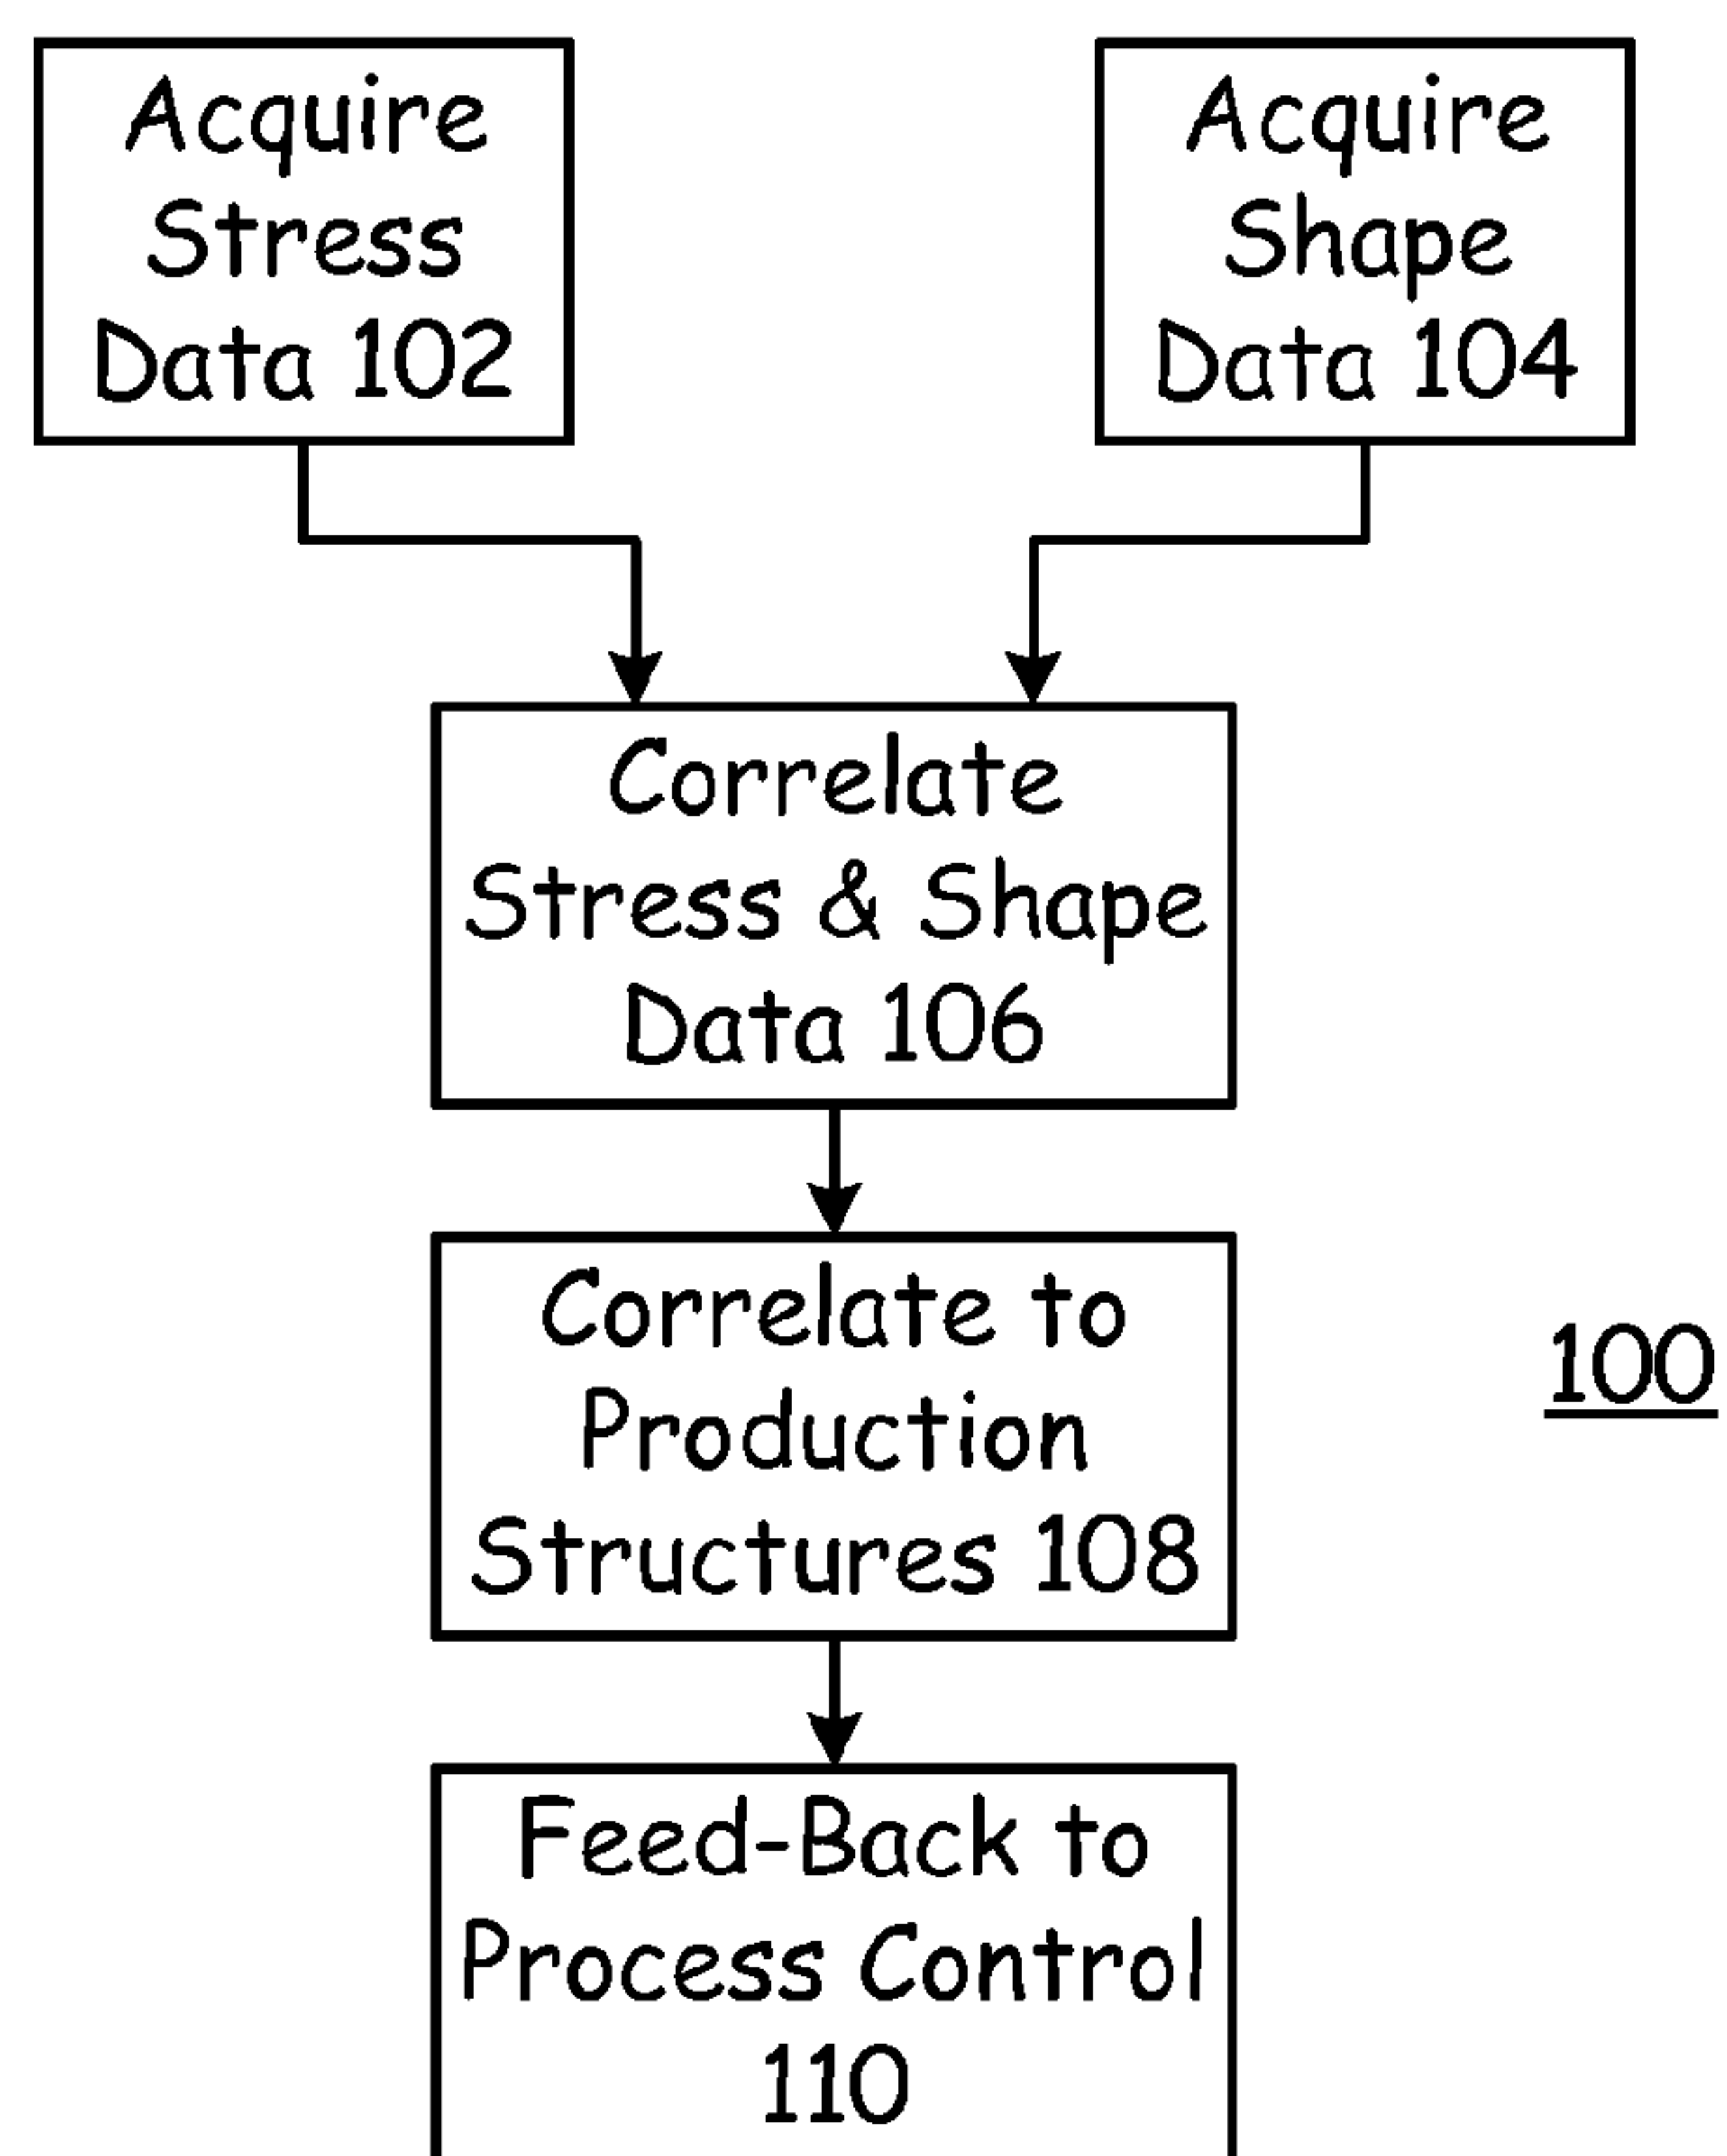 Acquire
Stress
Data 102
Acquire
Shape
Data 104
Correlate
Stress & Shape
Data 106
Correlate to
Production
Structures 108
100
Feed-Back to
Process Control
110